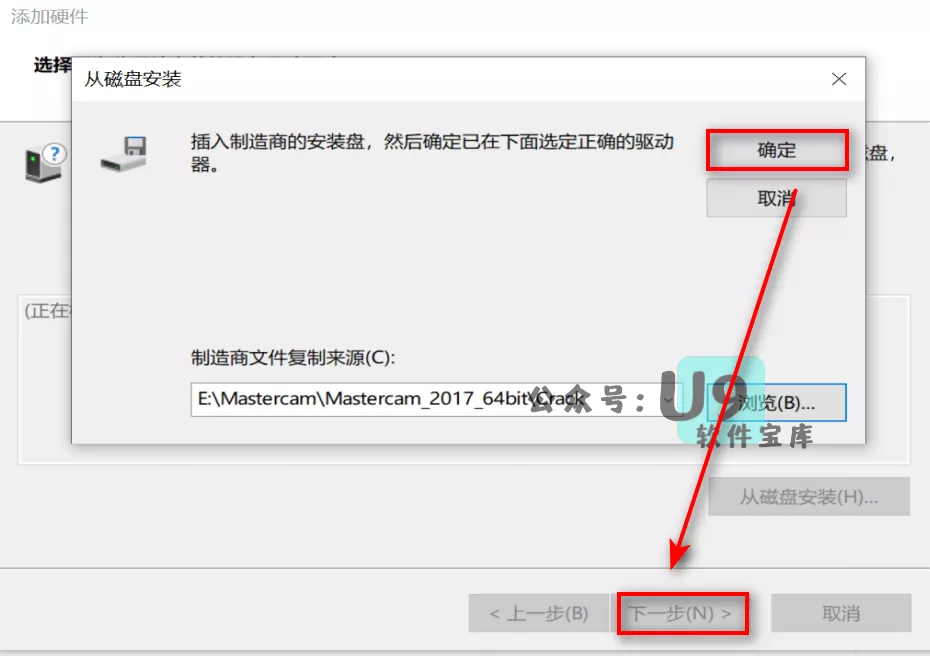 添加硬件
选择
从磁盘安装
插入制造商的安装盘，然后确定已在下面选定正确的驱动
器。
确定
取消
盘，
(正在
制造商文件复制来源(C):
E:\Mastercam\Mastercam_2017_64bit\Crack
浏览(B)...
公众号：U9
软件宝库
从磁盘安装(H)...
< 上一步(B)
下一步(N) >
取消